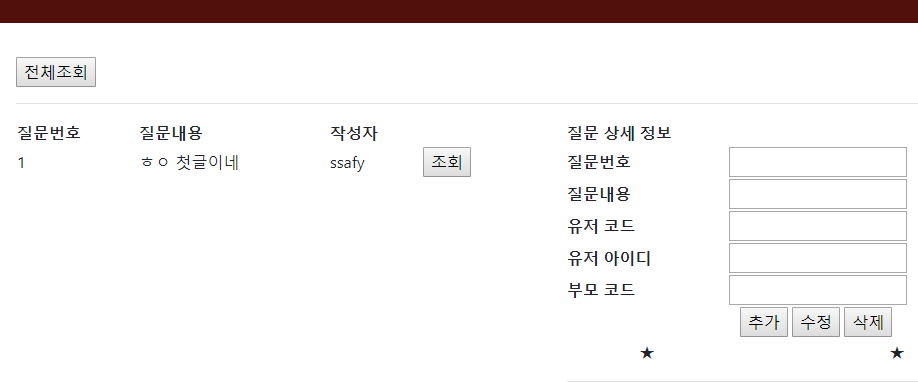 전체조회
질문번호 질문내용 작성자
1 ㅎㅇ 첫글이네 ssafy 조회
질문 상세 정보
질문번호
질문내용
유저 코드
유저 아이디
부모 코드
추가 수정 삭제
★ ★